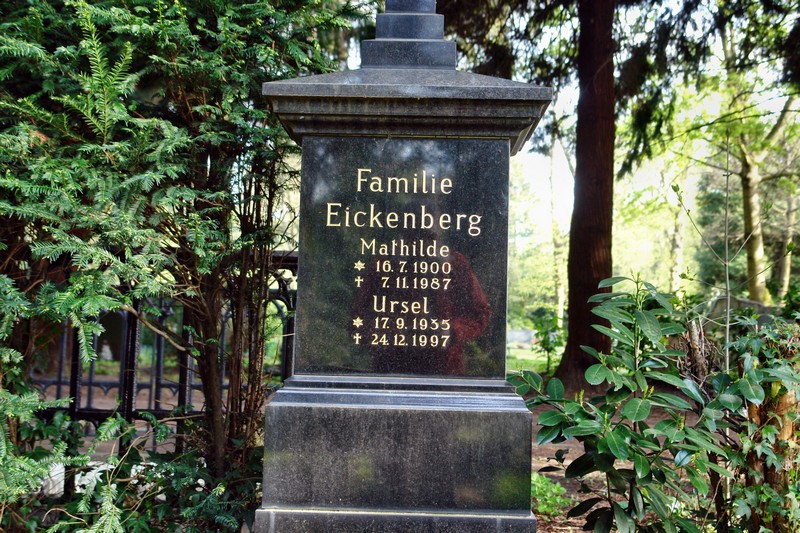 Familie
Eickenberg
Mathilde
* 16.7.1900
† 7.11.1987
Ursel
* 17.9.1935
† 24.12.1997